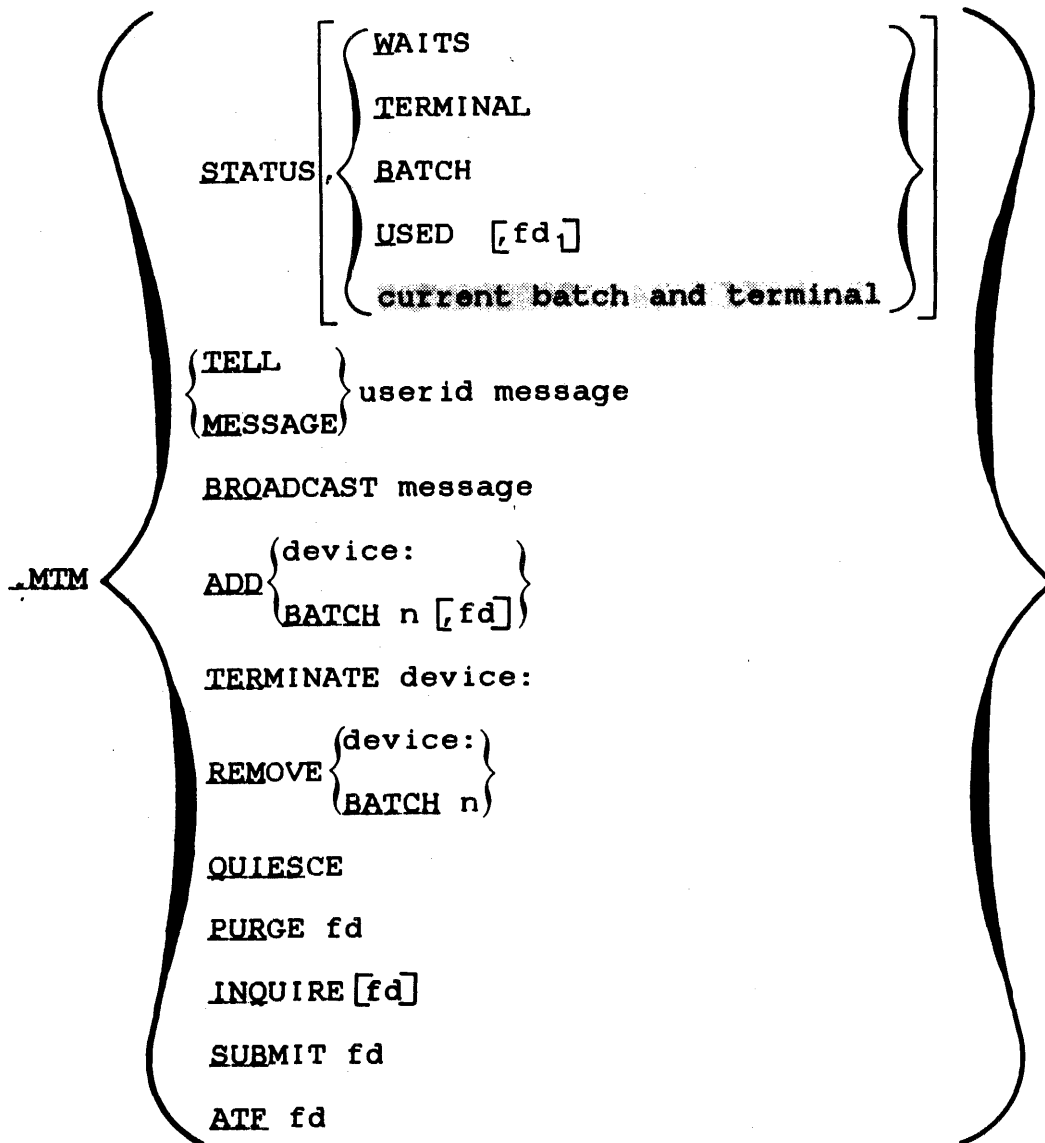 WAITS
TERMINAL
STATUS [, BATCH
USED [,fd1]
current batch and terminal ]
TELL
MESSAGE userid message
BROADCAST message
.MTM
ADD device:
BATCH n [,fd]
TERMINATE device:
REMOVE device:
BATCH n
QUIESCE
PURGE fd
INQUIRE [fd]
SUBMIT fd
ATF fd